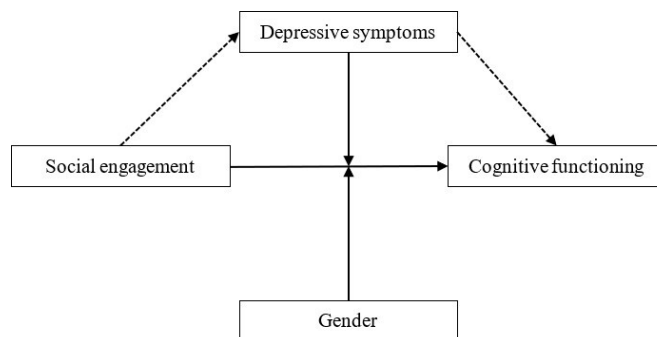 Depressive symptoms
Social engagement
Cognitive functioning
Gender